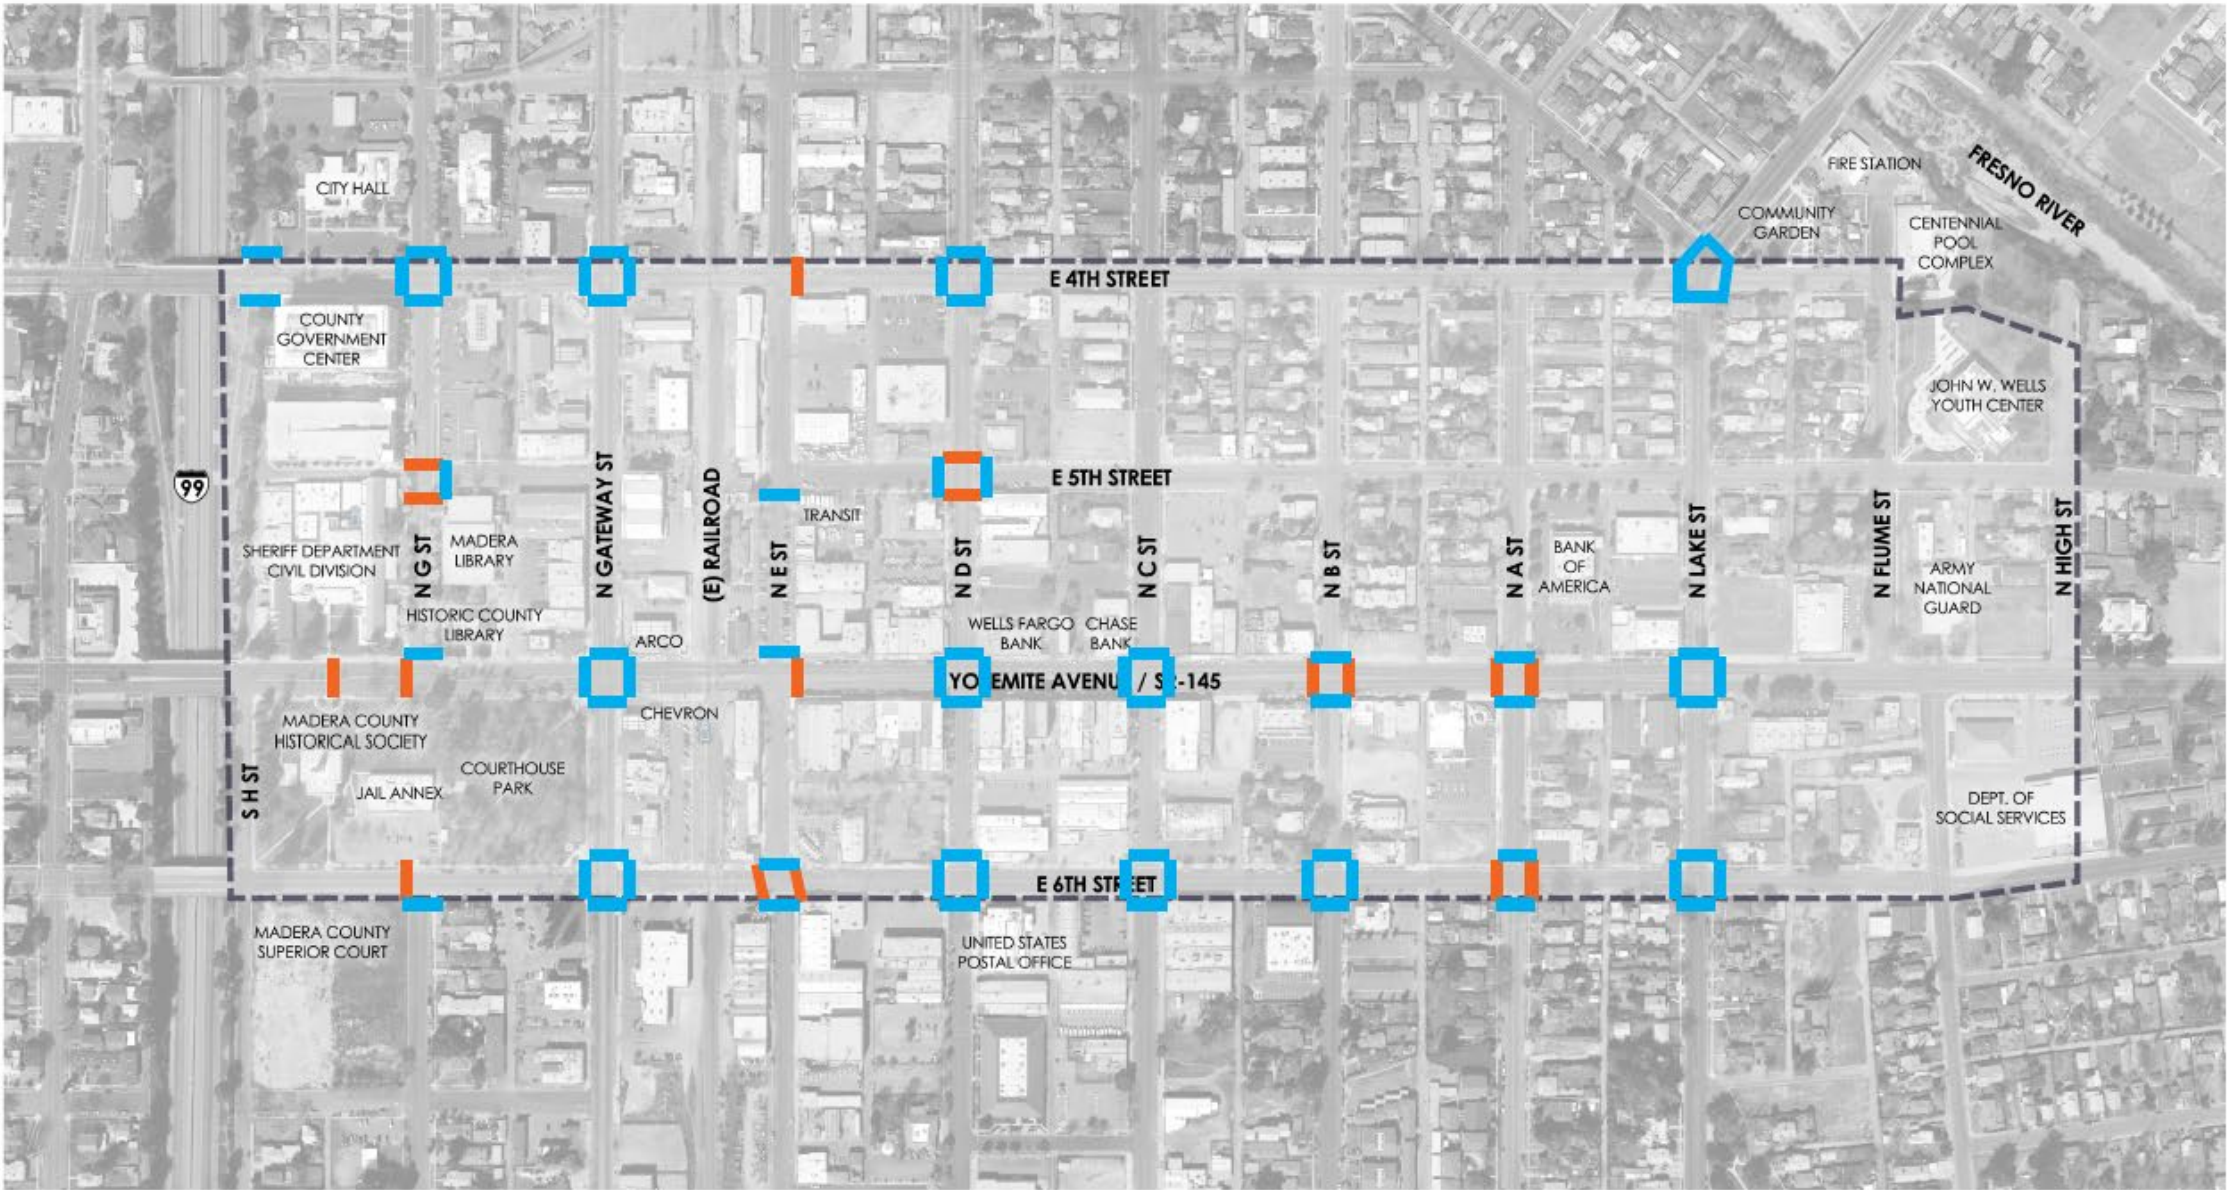 FIRE STATION
FRESNO RIVER
CITY HALL
COMMUNITY
GARDEN
CENTENNIAL
POOL
COMPLEX
E 4TH STREET
COUNTY
GOVERNMENT
CENTER
JOHN W. WELLS
YOUTH CENTER
99
E 5TH STREET
TRANSIT
SHERIFF DEPARTMENT
CIVIL DIVISION
N G ST
MADERA
LIBRARY
N GATEWAY ST
(E) RAILROAD
N E ST
N D ST
N C ST
N B ST
N A ST
BANK
OF
AMERICA
N LAKE ST
N FLUME ST
ARMY
NATIONAL
GUARD
N HIGH ST
HISTORIC COUNTY
LIBRARY
ARCO
WELLS FARGO
BANK
CHASE
BANK
YOSEMITE AVENUE / SR-145
MADERA COUNTY
HISTORICAL SOCIETY
CHEVRON
S H ST
JAIL ANNEX
COURTHOUSE
PARK
DEPT. OF
SOCIAL SERVICES
E 6TH STREET
MADERA COUNTY
SUPERIOR COURT
UNITED STATES
POSTAL OFFICE